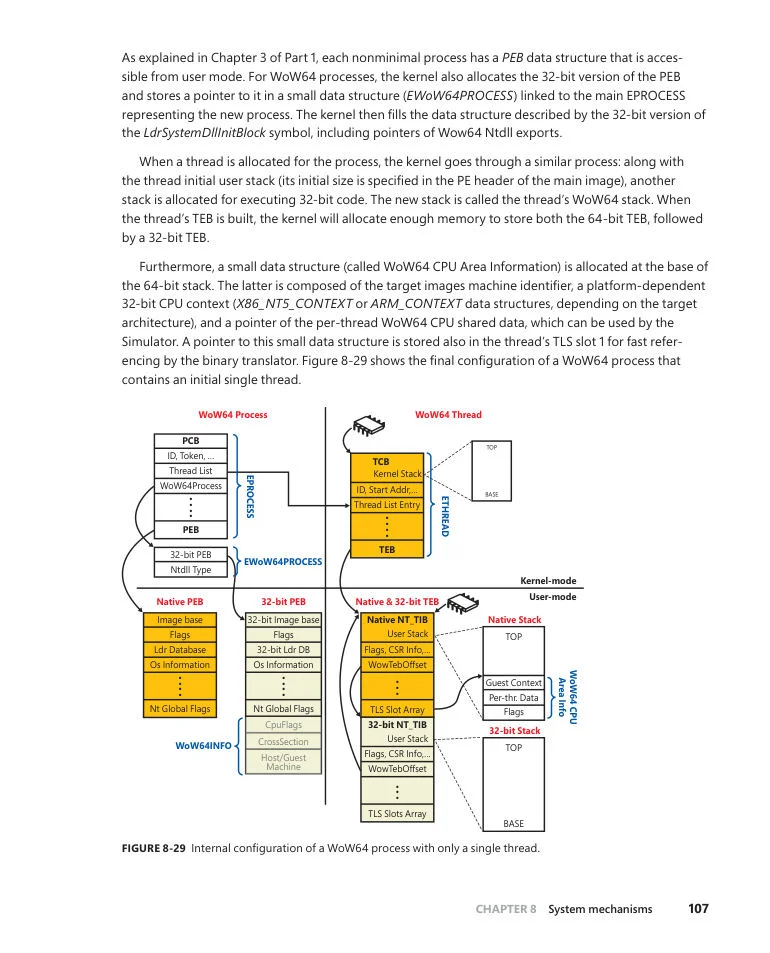 As explained in Chapter 3 of Part 1, each nonminimal process has a PEB data structure that is acces-
sible from user mode. For WoW64 processes, the kernel also allocates the 32-bit version of the PEB
and stores a pointer to it in a small data structure (EWoW64PROCESS) linked to the main EPROCESS
representing the new process. The kernel then fills the data structure described by the 32-bit version of
the LdrSystemDllInitBlock symbol, including pointers of Wow64 Ntdll exports.
When a thread is allocated for the process, the kernel goes through a similar process: along with
the thread initial user stack (its initial size is specified in the PE header of the main image), another
stack is allocated for executing 32-bit code. The new stack is called the thread’s WoW64 stack. When
the thread’s TEB is built, the kernel will allocate enough memory to store both the 64-bit TEB, followed
by a 32-bit TEB.
Furthermore, a small data structure (called WoW64 CPU Area Information) is allocated at the base of
the 64-bit stack. The latter is composed of the target images machine identifier, a platform-dependent
32-bit CPU context (X86_NT5_CONTEXT or ARM_CONTEXT data structures, depending on the target
architecture), and a pointer of the per-thread WoW64 CPU shared data, which can be used by the
Simulator. A pointer to this small data structure is stored also in the thread’s TLS slot 1 for fast refer-
encing by the binary translator. Figure 8-29 shows the final configuration of a WoW64 process that
contains an initial single thread.
WoW64 Process
PCB
ID, Token, ...
Thread List
WoW64Process
PEB
EPROCESS
32-bit PEB
Ntdll Type
EWoW64PROCESS
WoW64 Thread
TCB
Kernel Stack
ID, Start Addr,...
Thread List Entry
TEB
ETHREAD
TOP
BASE
Kernel-mode
User-mode
Native PEB
Image base
Flags
Ldr Database
Os Information
Nt Global Flags
32-bit PEB
32-bit Image base
Flags
32-bit Ldr DB
Os Information
Nt Global Flags
CpuFlags
CrossSection
Host/Guest
Machine
WoW64INFO
Native & 32-bit TEB
Native NT_TIB
User Stack
Flags, CSR Info,...
WowTebOffset
TLS Slot Array
32-bit NT_TIB
User Stack
Flags, CSR Info,...
WowTebOffset
TLS Slots Array
Native Stack
TOP
Guest Context
Per-thr. Data
Flags
WoW64 CPU
Area Info
32-bit Stack
TOP
BASE
FIGURE 8-29 Internal configuration of a WoW64 process with only a single thread.
CHAPTER 8 System mechanisms 107